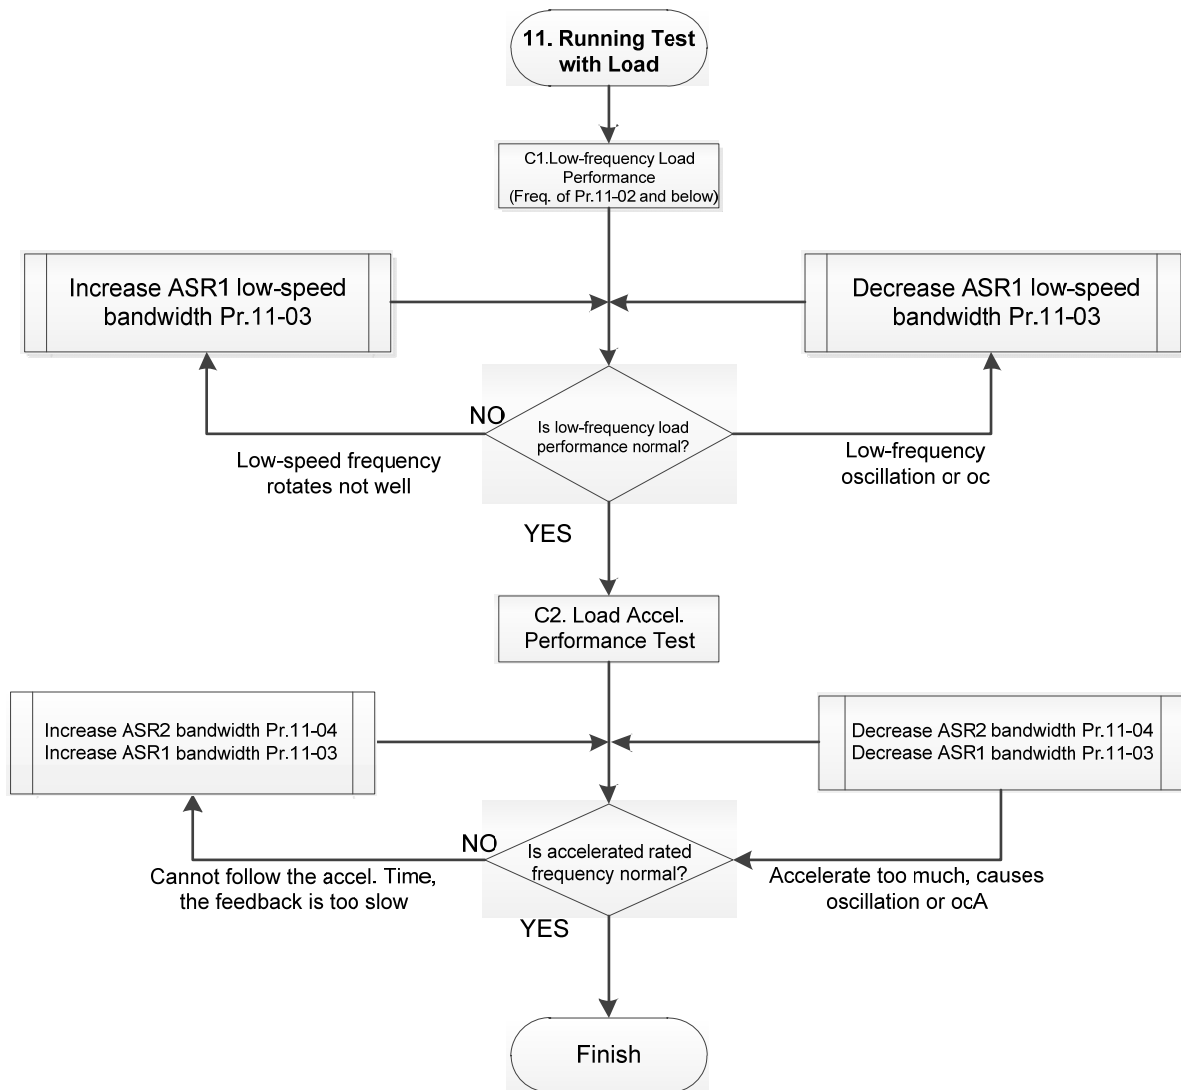 11. Running Test
with Load
C1.Low-frequency Load
Performance
(Freq. of Pr.11-02 and below)
Increase ASR1 low-speed
bandwidth Pr.11-03
Decrease ASR1 low-speed
bandwidth Pr.11-03
NO
Is low-frequency load
performance normal?
Low-speed frequency
rotates not well
Low-frequency
oscillation or oc
YES
C2. Load Accel.
Performance Test
Increase ASR2 bandwidth Pr.11-04
Increase ASR1 bandwidth Pr.11-03
Decrease ASR2 bandwidth Pr.11-04
Decrease ASR1 bandwidth Pr.11-03
NO
Is accelerated rated
frequency normal?
Cannot follow the accel. Time,
the feedback is too slow
Accelerate too much, causes
oscillation or ocA
YES
Finish